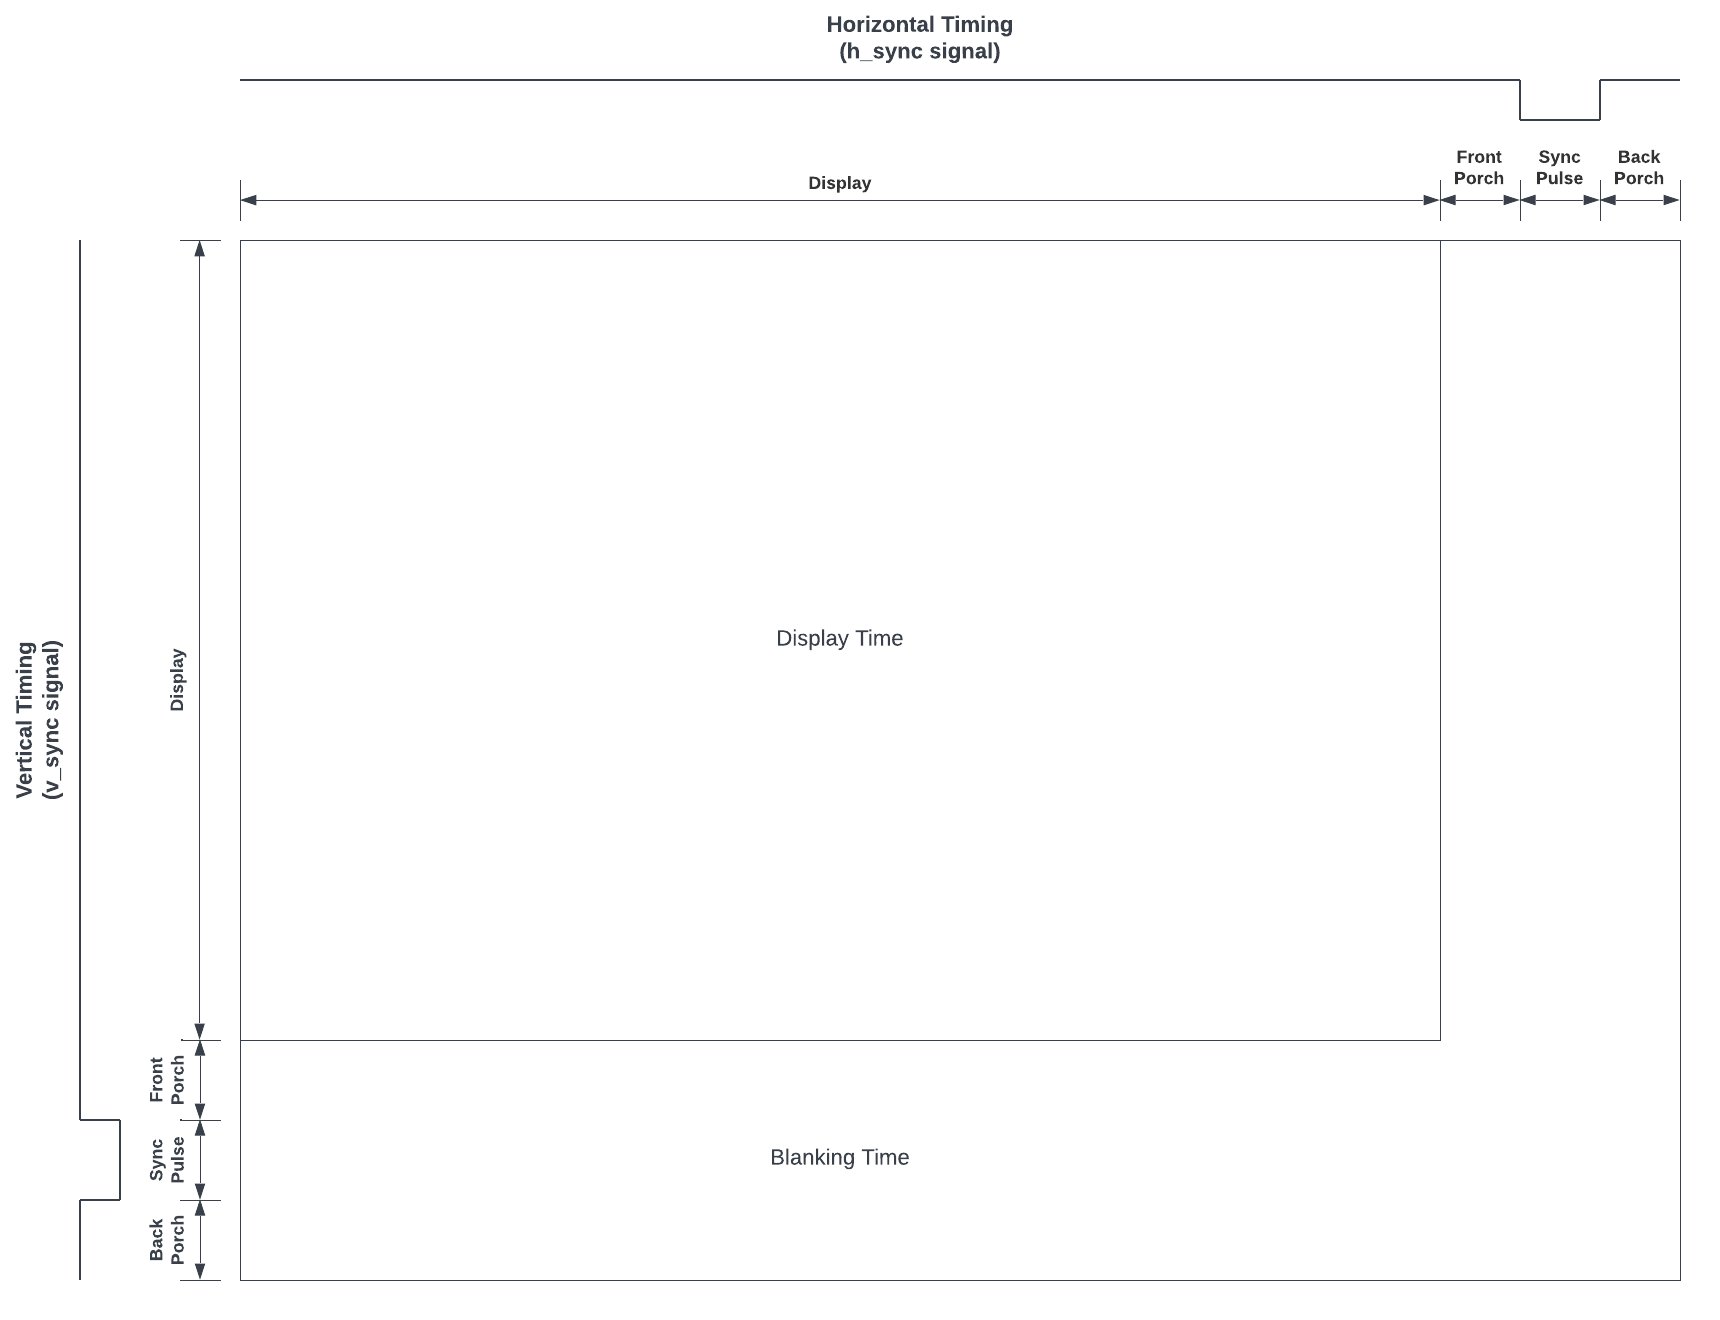 Horizontal Timing
(h_sync signal)
Display
Front
Porch
Sync
Pulse
Back
Porch
Vertical Timing
(v_sync signal)
Display
Display Time
Front
Porch
Sync
Pulse
Back
Porch
Blanking Time